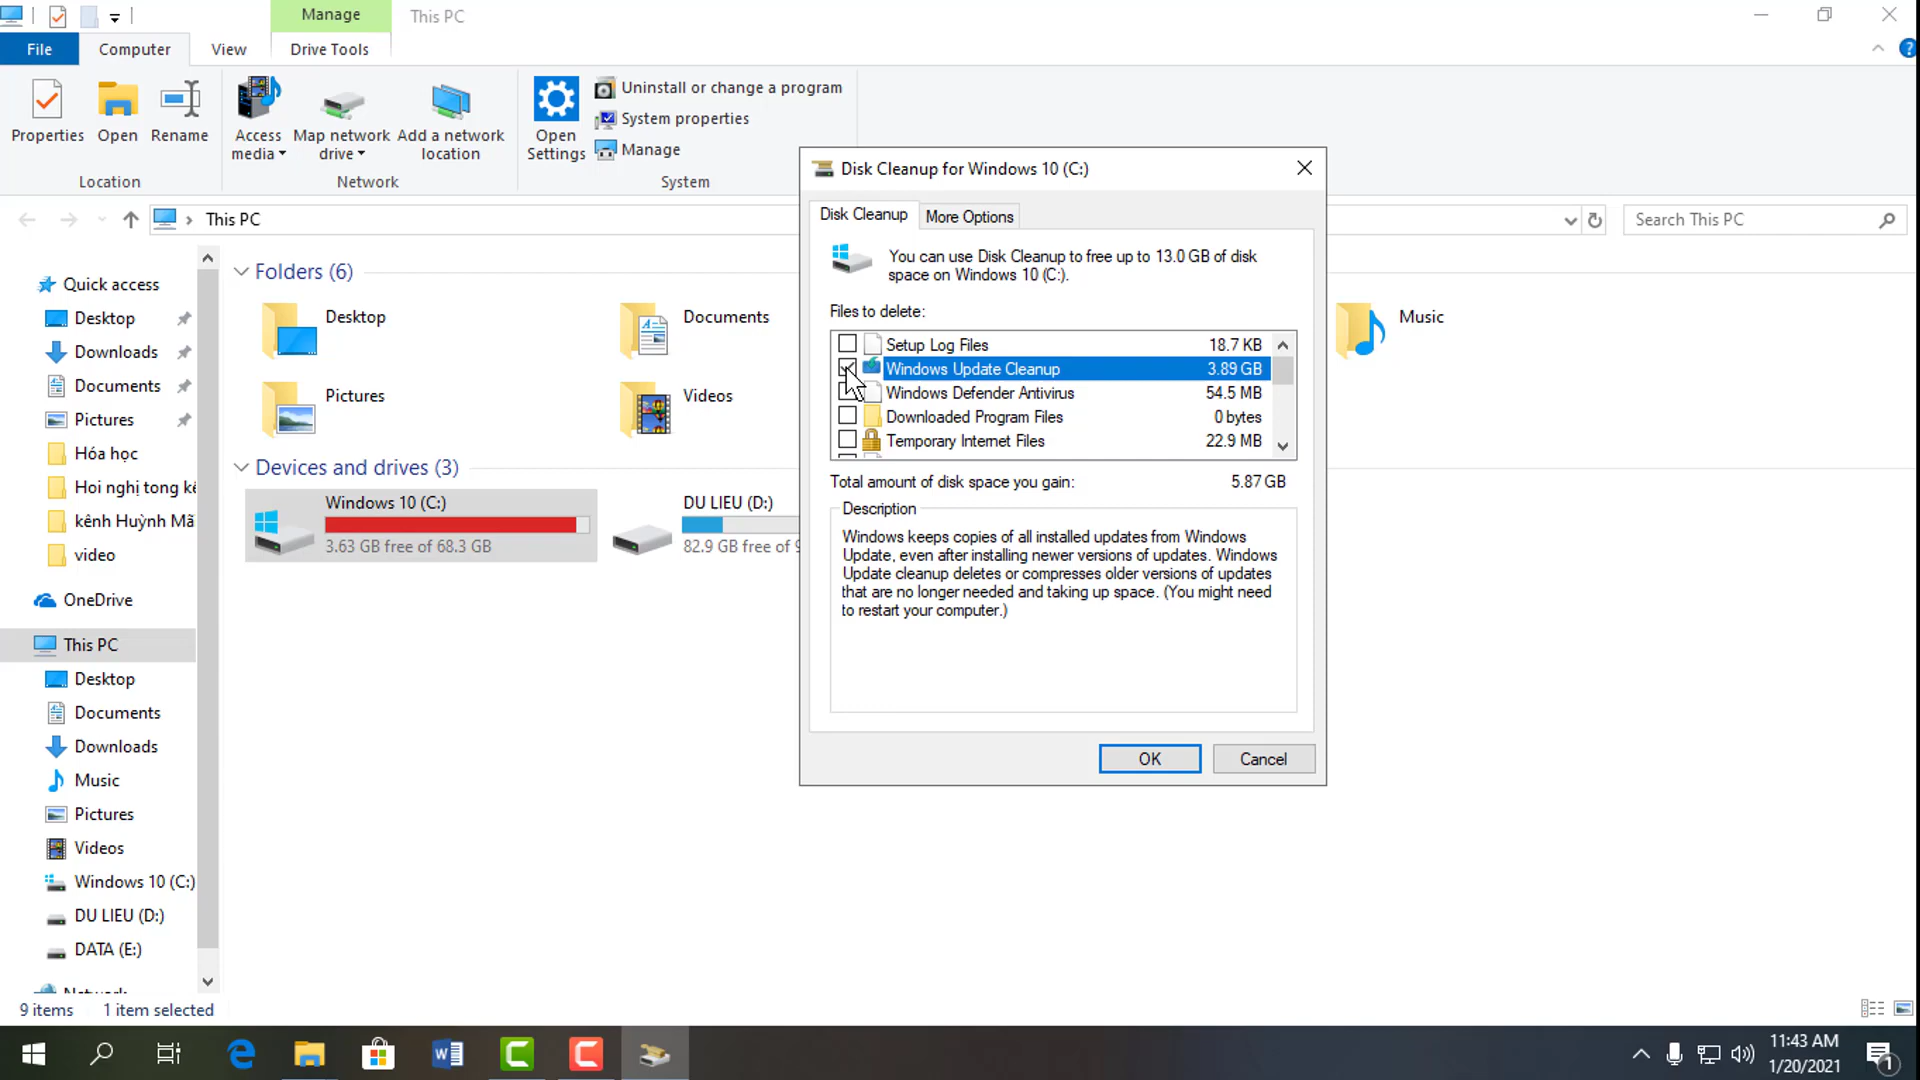 Manage
This PC
File
Computer
View
Drive Tools
Properties
Open
Rename
Access
media
Map network
drive
Add a network
location
Open
Settings
Uninstall or change a program
System properties
Manage
Location
Network
System
This PC
Search This PC
Quick access
Desktop
Downloads
Documents
Pictures
Hóa học
Hoi nghị tong kế
kênh Huỳnh Mã
video
OneDrive
This PC
Desktop
Documents
Downloads
Music
Pictures
Videos
Windows 10 (C:)
DU LIEU (D:)
DATA (E:)
Network
Folders (6)
Desktop
Documents
Music
Pictures
Videos
Devices and drives (3)
Windows 10 (C:)
3.63 GB free of 68.3 GB
DU LIEU (D:)
82.9 GB free of 9
Disk Cleanup for Windows 10 (C:)
Disk Cleanup
More Options
You can use Disk Cleanup to free up to 13.0 GB of disk
space on Windows 10 (C:).
Files to delete:
Setup Log Files 18.7 KB
Windows Update Cleanup 3.89 GB
Windows Defender Antivirus 54.5 MB
Downloaded Program Files 0 bytes
Temporary Internet Files 22.9 MB
Total amount of disk space you gain: 5.87 GB
Description
Windows keeps copies of all installed updates from Windows
Update, even after installing newer versions of updates. Windows
Update cleanup deletes or compresses older versions of updates
that are no longer needed and taking up space. (You might need
to restart your computer.)
OK
Cancel
9 items
1 item selected
11:43 AM
1/20/2021
1